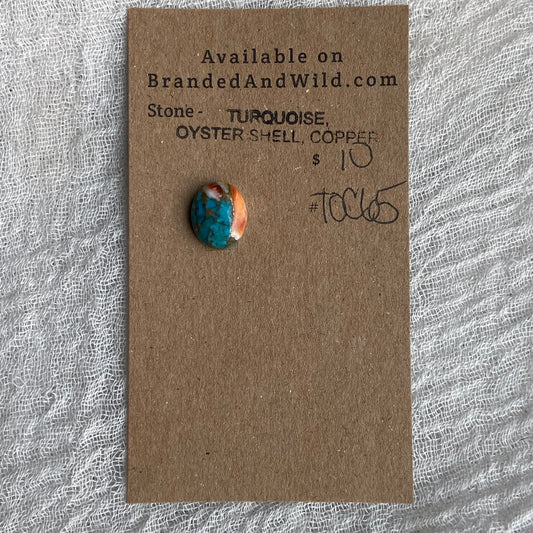 Available on
BrandedAndWild.com
Stone - TURQUOISE,
OYSTER SHELL, COPPER
$ 10
#TOC65